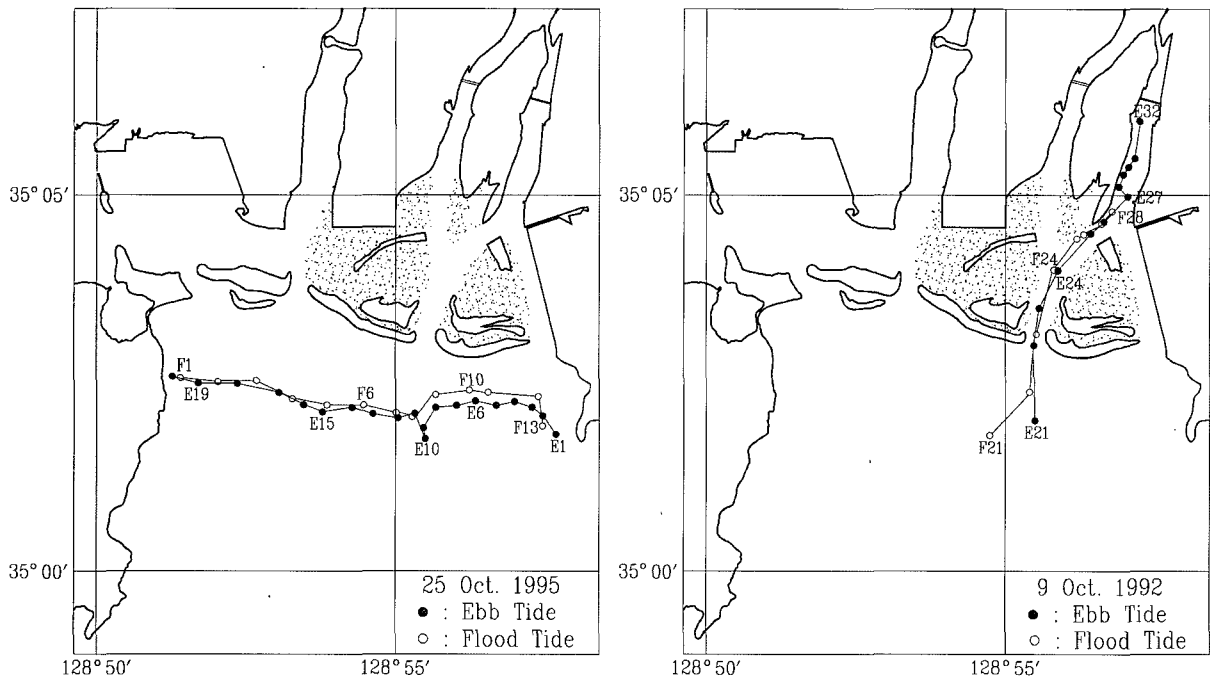 35° 05′
35° 00′
F1
E19
F6
E15
F10
E6
E10
F13
E1
25 Oct. 1995
● : Ebb Tide
○ : Flood Tide
128° 50′
128° 55′
E32
E27
F28
F24
E24
E21
F21
35° 05′
35° 00′
9 Oct. 1992
● : Ebb Tide
○ : Flood Tide
128° 50′
128° 55′